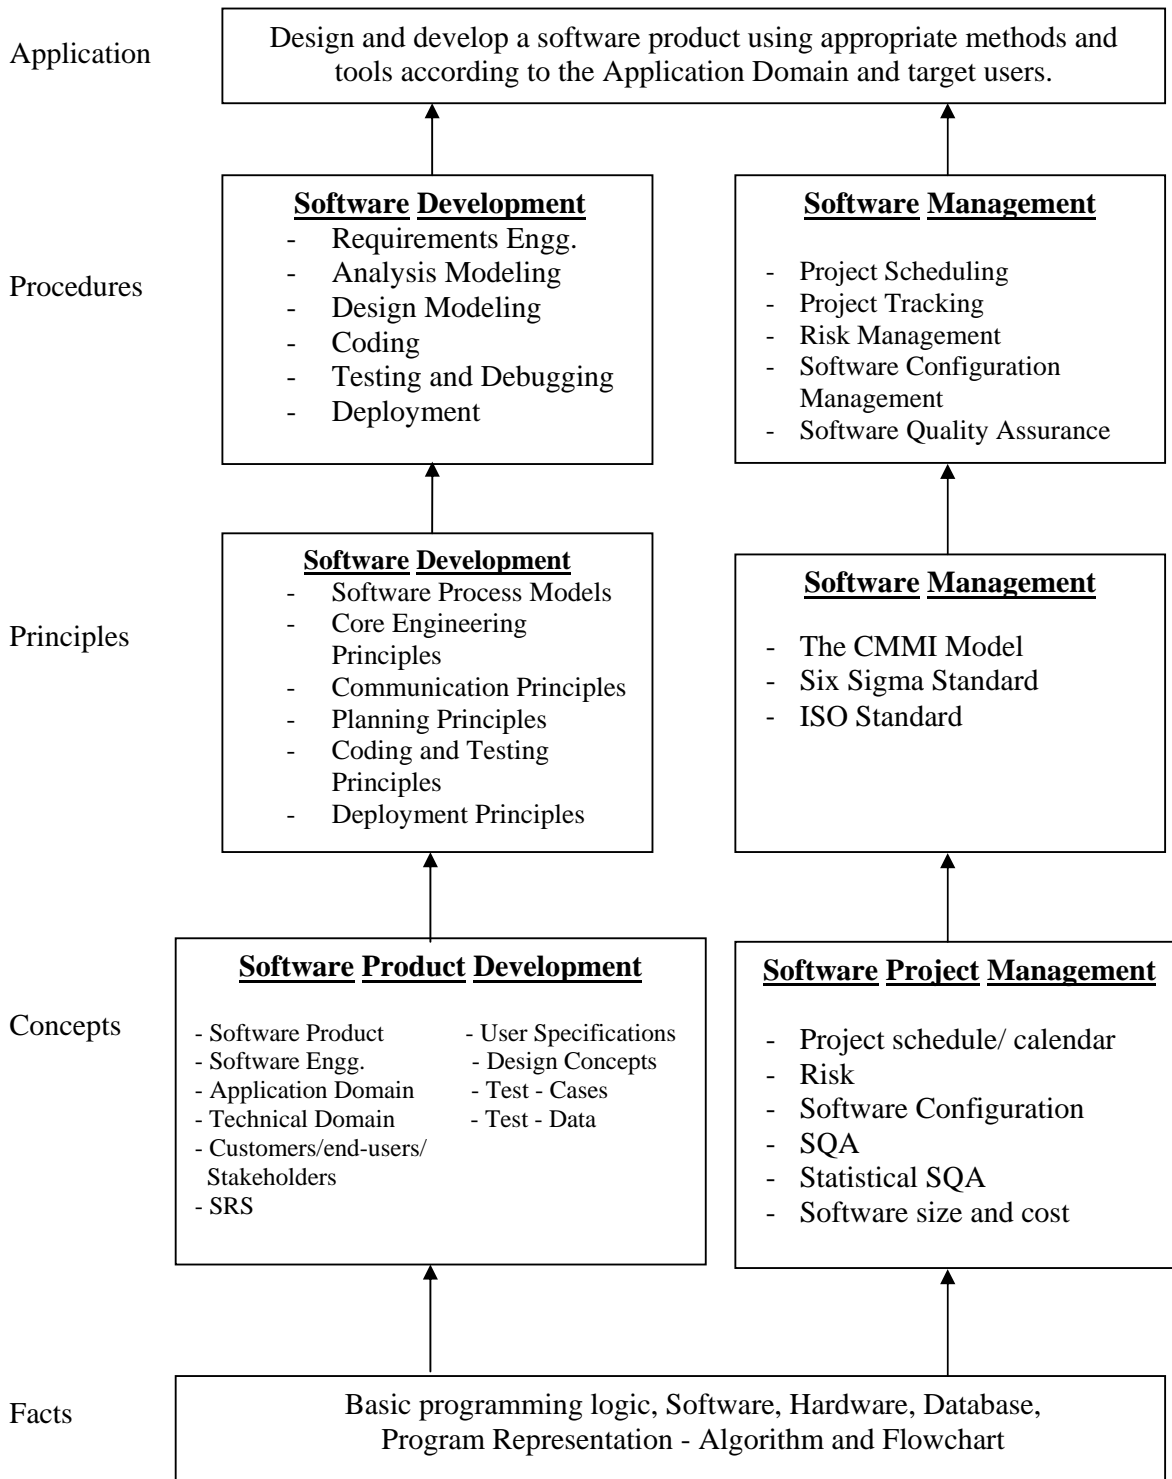 Application
Design and develop a software product using appropriate methods and
tools according to the Application Domain and target users.
Procedures
Software Development
- Requirements Engg.
- Analysis Modeling
- Design Modeling
- Coding
- Testing and Debugging
- Deployment
Software Management
- Project Scheduling
- Project Tracking
- Risk Management
- Software Configuration
Management
- Software Quality Assurance
Principles
Software Development
- Software Process Models
- Core Engineering
Principles
- Communication Principles
- Planning Principles
- Coding and Testing
Principles
- Deployment Principles
Software Management
- The CMMI Model
- Six Sigma Standard
- ISO Standard
Concepts
Software Product Development
- Software Product
- Software Engg.
- Application Domain
- Technical Domain
- Customers/end-users/
Stakeholders
- SRS
- User Specifications
- Design Concepts
- Test - Cases
- Test - Data
Software Project Management
- Project schedule/ calendar
- Risk
- Software Configuration
- SQA
- Statistical SQA
- Software size and cost
Facts
Basic programming logic, Software, Hardware, Database,
Program Representation - Algorithm and Flowchart